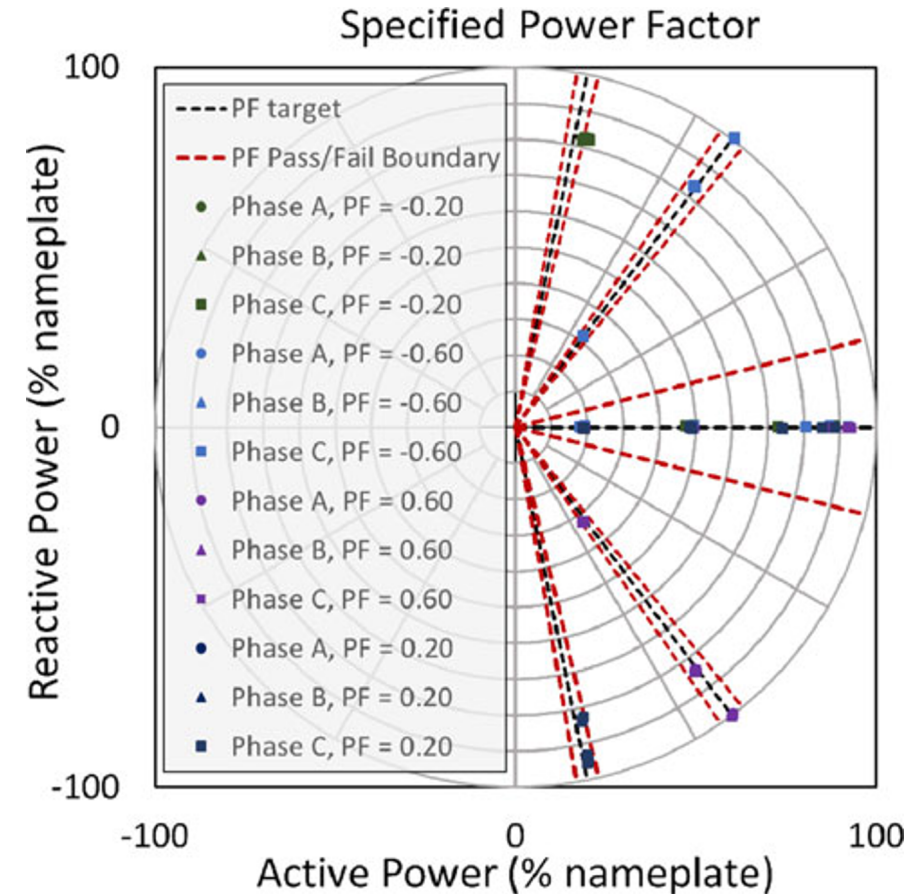 Specified Power Factor
100
0
-100
Reactive Power (% nameplate)
PF target
PF Pass/Fail Boundary
Phase A, PF = -0.20
Phase B, PF = -0.20
Phase C, PF = -0.20
Phase A, PF = -0.60
Phase B, PF = -0.60
Phase C, PF = -0.60
Phase A, PF = 0.60
Phase B, PF = 0.60
Phase C, PF = 0.60
Phase A, PF = 0.20
Phase B, PF = 0.20
Phase C, PF = 0.20
-100 0 100
Active Power (% nameplate)